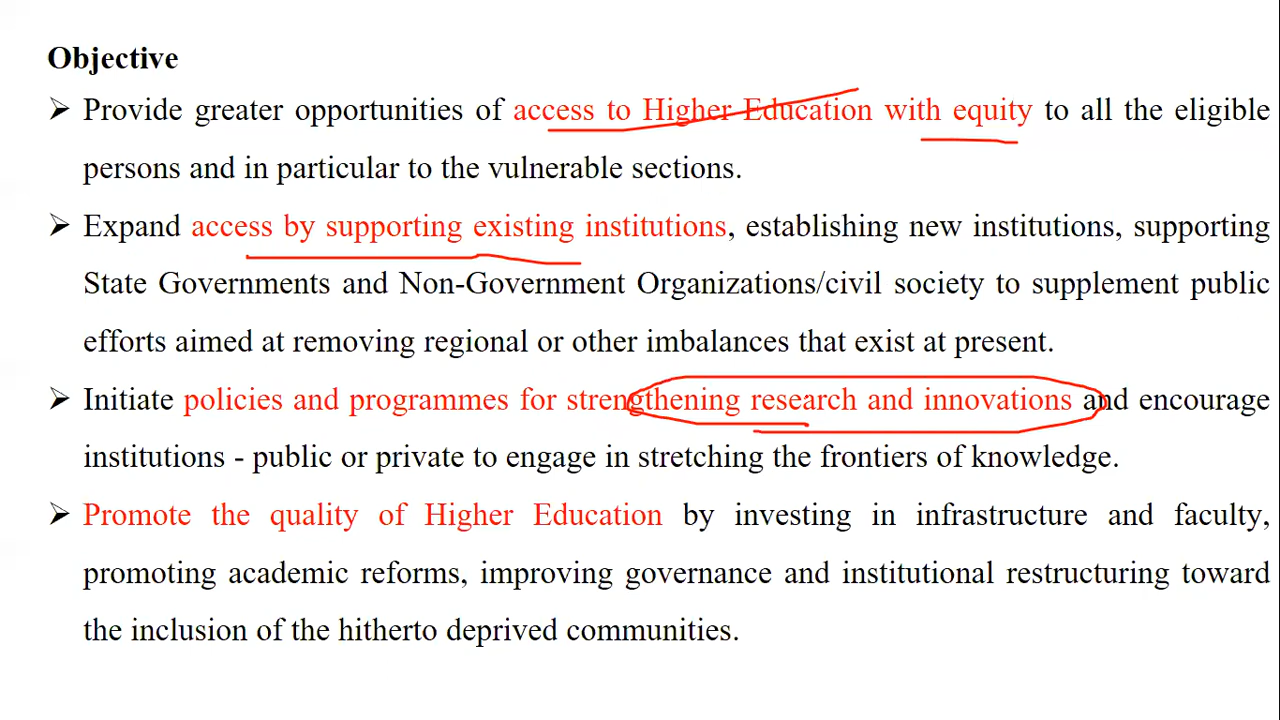 Objective
➢ Provide greater opportunities of access to Higher Education with equity to all the eligible
persons and in particular to the vulnerable sections.
➢ Expand access by supporting existing institutions, establishing new institutions, supporting
State Governments and Non-Government Organizations/civil society to supplement public
efforts aimed at removing regional or other imbalances that exist at present.
➢ Initiate policies and programmes for strengthening research and innovations and encourage
institutions - public or private to engage in stretching the frontiers of knowledge.
➢ Promote the quality of Higher Education by investing in infrastructure and faculty,
promoting academic reforms, improving governance and institutional restructuring toward
the inclusion of the hitherto deprived communities.